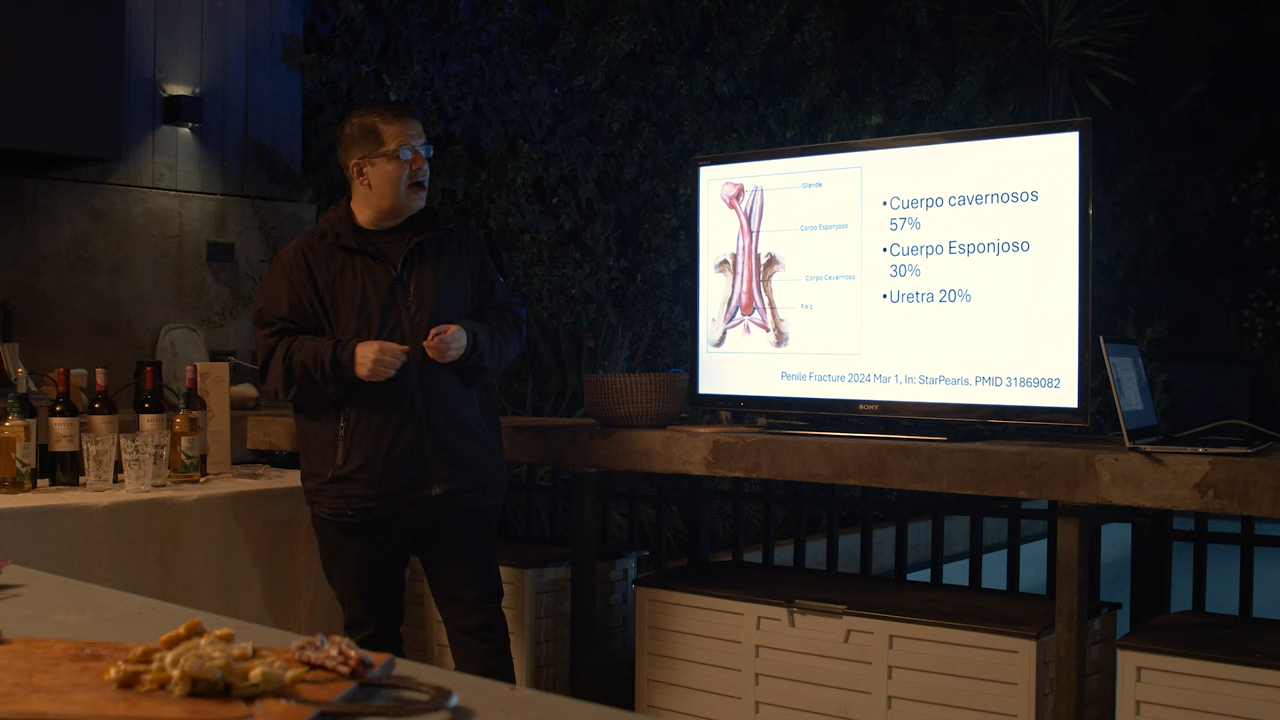 Glande
Corpo Esponjoso
Corpo Cavernoso
Raiz
•Cuerpo cavernosos
57%
•Cuerpo Esponjoso
30%
•Uretra 20%
Penile Fracture 2024 Mar 1, In: StarPearls. PMID 31869082
SONY